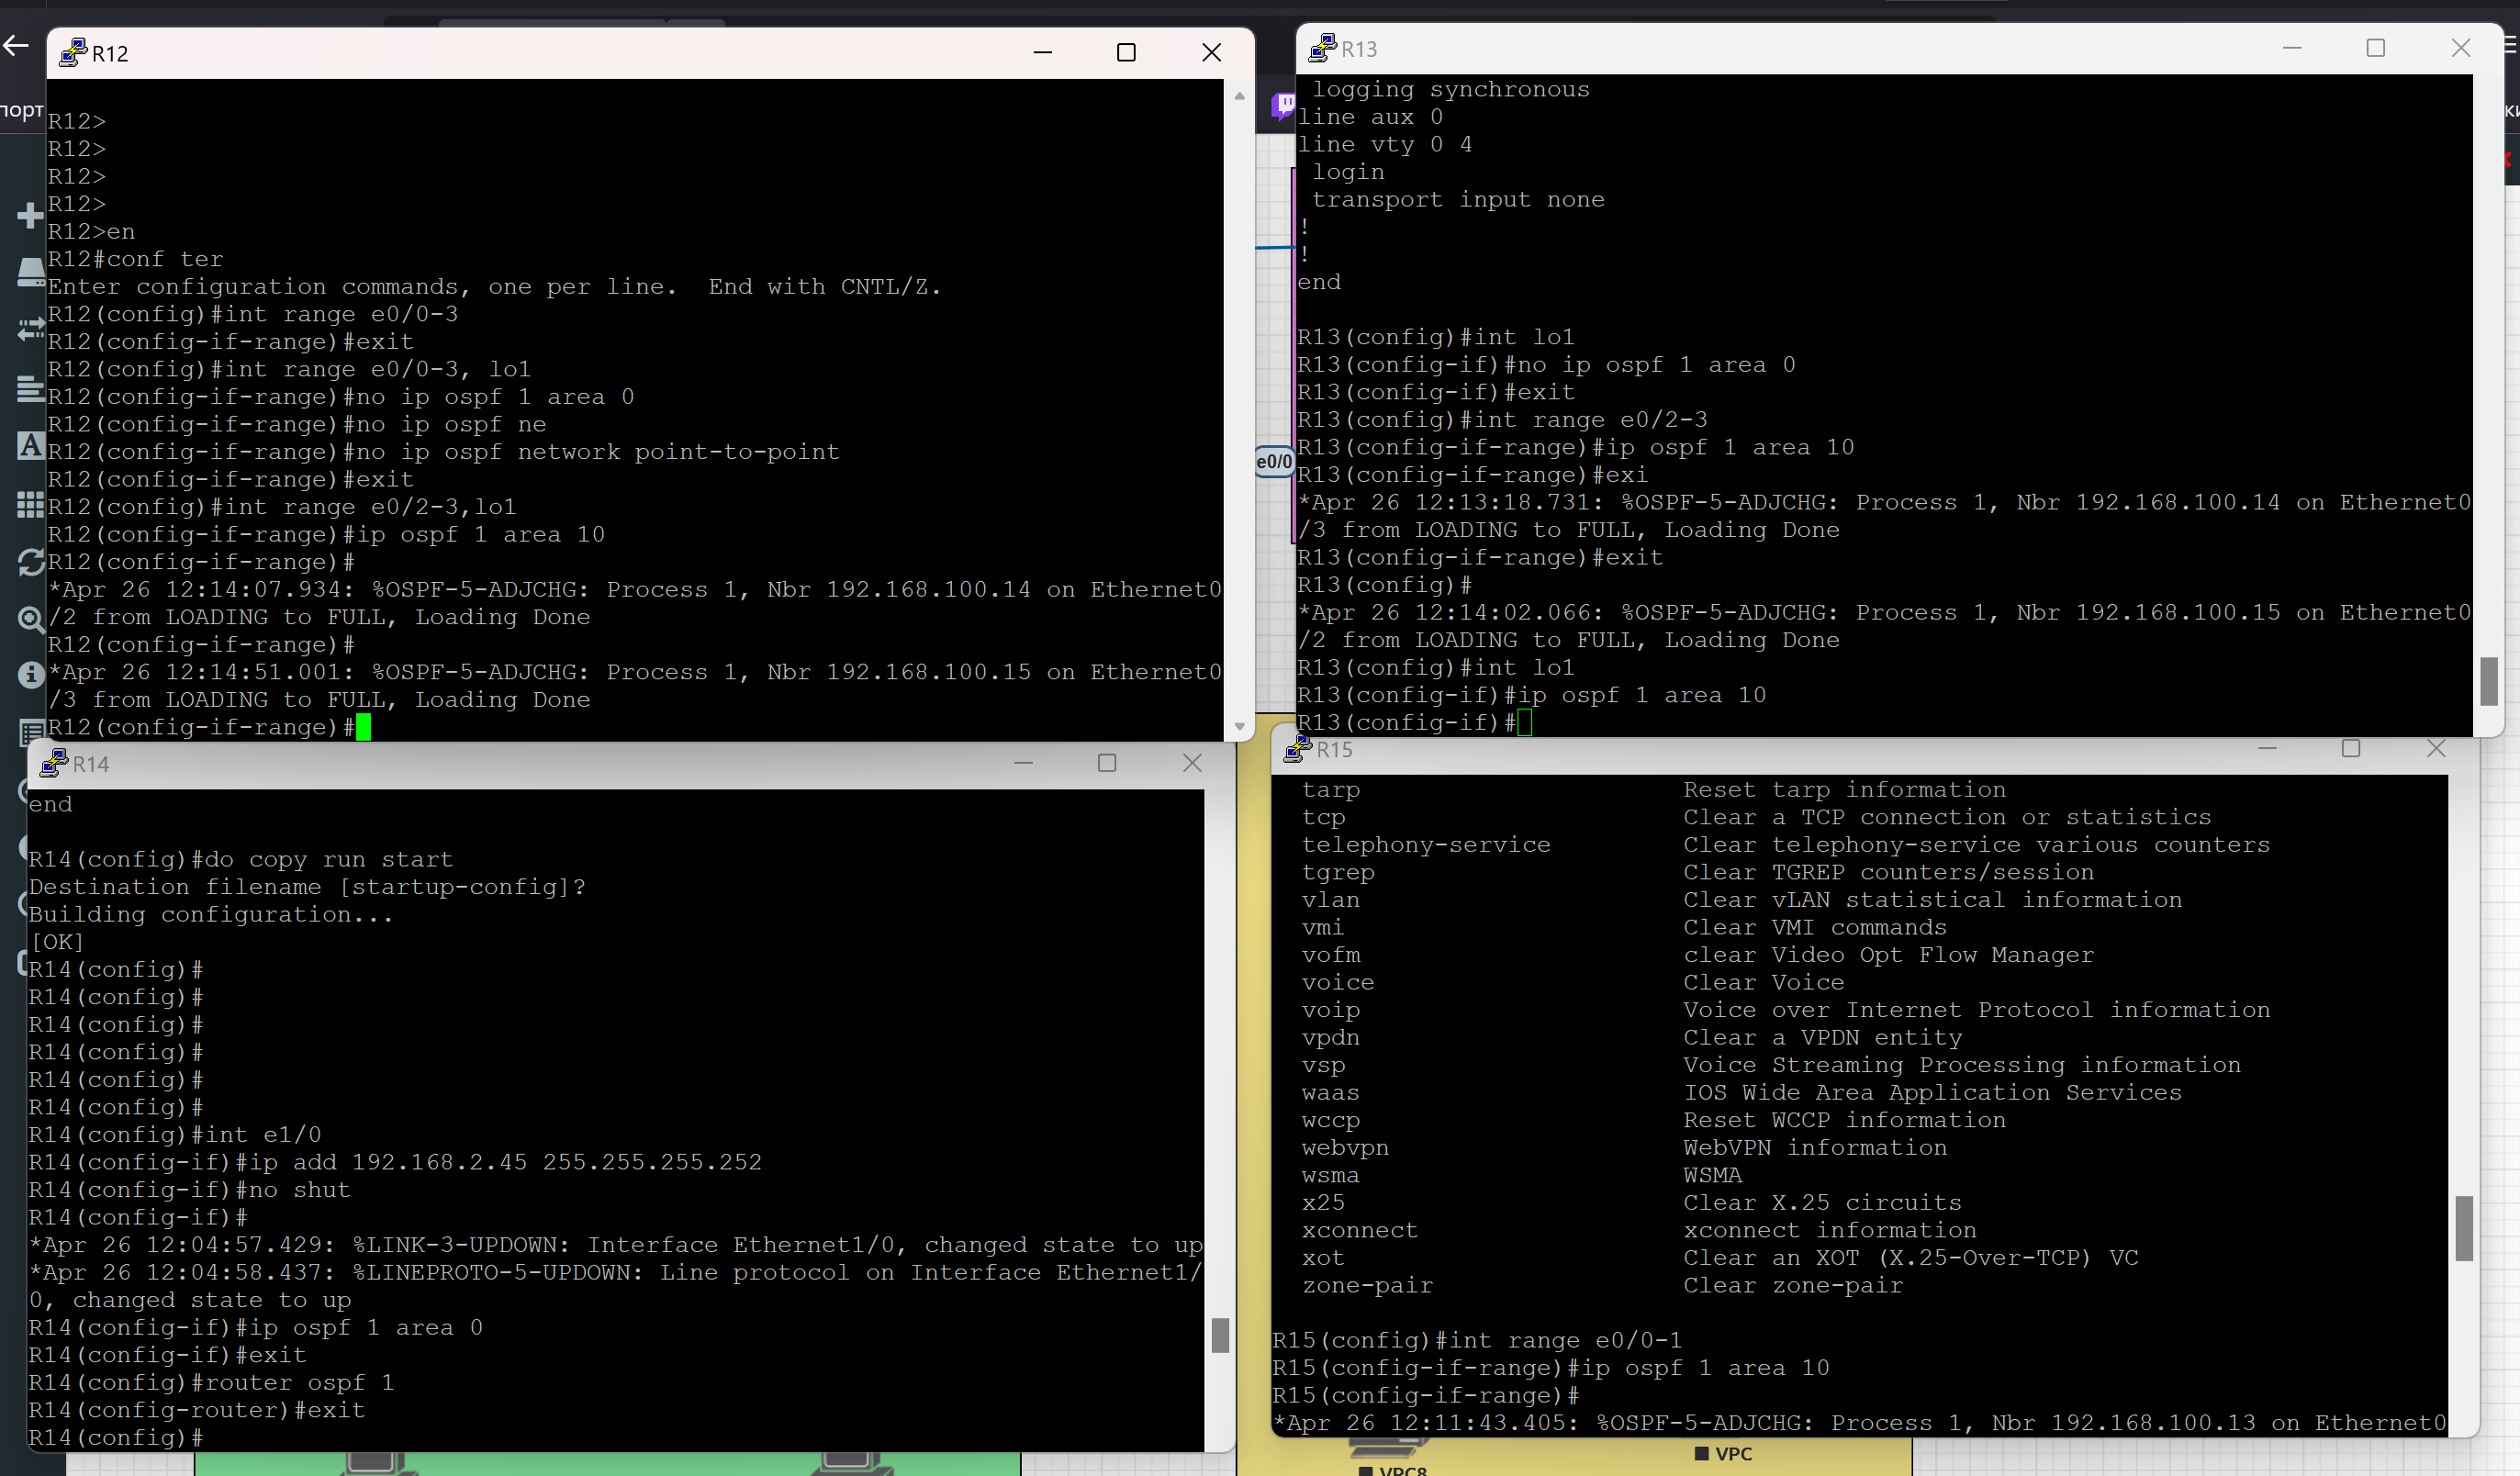 R12
R12>
R12>
R12>
R12>
R12>en
R12#conf ter
Enter configuration commands, one per line.  End with CNTL/Z.
R12(config)#int range e0/0-3
R12(config-if-range)#exit
R12(config)#int range e0/0-3, lo1
R12(config-if-range)#no ip ospf 1 area 0
R12(config-if-range)#no ip ospf ne
R12(config-if-range)#no ip ospf network point-to-point
R12(config-if-range)#exit
R12(config)#int range e0/2-3,lo1
R12(config-if-range)#ip ospf 1 area 10
R12(config-if-range)#
*Apr 26 12:14:07.934: %OSPF-5-ADJCHG: Process 1, Nbr 192.168.100.14 on Ethernet0
/2 from LOADING to FULL, Loading Done
R12(config-if-range)#
*Apr 26 12:14:51.001: %OSPF-5-ADJCHG: Process 1, Nbr 192.168.100.15 on Ethernet0
/3 from LOADING to FULL, Loading Done
R12(config-if-range)#
R13
logging synchronous
line aux 0
line vty 0 4
login
transport input none
!
!
end
R13(config)#int lo1
R13(config-if)#no ip ospf 1 area 0
R13(config-if)#exit
R13(config)#int range e0/2-3
R13(config-if-range)#ip ospf 1 area 10
R13(config-if-range)#exi
*Apr 26 12:13:18.731: %OSPF-5-ADJCHG: Process 1, Nbr 192.168.100.14 on Ethernet0
/3 from LOADING to FULL, Loading Done
R13(config-if-range)#exit
R13(config)#
*Apr 26 12:14:02.066: %OSPF-5-ADJCHG: Process 1, Nbr 192.168.100.15 on Ethernet0
/2 from LOADING to FULL, Loading Done
R13(config)#int lo1
R13(config-if)#ip ospf 1 area 10
R13(config-if)#
порт
e0/0
R14
end
R14(config)#do copy run start
Destination filename [startup-config]?
Building configuration...
[OK]
R14(config)#
R14(config)#
R14(config)#
R14(config)#
R14(config)#
R14(config)#
R14(config)#int e1/0
R14(config-if)#ip add 192.168.2.45 255.255.255.252
R14(config-if)#no shut
R14(config-if)#
*Apr 26 12:04:57.429: %LINK-3-UPDOWN: Interface Ethernet1/0, changed state to up
*Apr 26 12:04:58.437: %LINEPROTO-5-UPDOWN: Line protocol on Interface Ethernet1/
0, changed state to up
R14(config-if)#ip ospf 1 area 0
R14(config-if)#exit
R14(config)#router ospf 1
R14(config-router)#exit
R14(config)#
R15
tarp Reset tarp information
tcp Clear a TCP connection or statistics
telephony-service Clear telephony-service various counters
tgrep Clear TGREP counters/session
vlan Clear vLAN statistical information
vmi Clear VMI commands
vofm clear Video Opt Flow Manager
voice Clear Voice
voip Voice over Internet Protocol information
vpdn Clear a VPDN entity
vsp Voice Streaming Processing information
waas IOS Wide Area Application Services
wccp Reset WCCP information
webvpn WebVPN information
wsma WSMA
x25 Clear X.25 circuits
xconnect xconnect information
xot Clear an XOT (X.25-Over-TCP) VC
zone-pair Clear zone-pair
R15(config)#int range e0/0-1
R15(config-if-range)#ip ospf 1 area 10
R15(config-if-range)#
*Apr 26 12:11:43.405: %OSPF-5-ADJCHG: Process 1, Nbr 192.168.100.13 on Ethernet0
VPC
VPC8